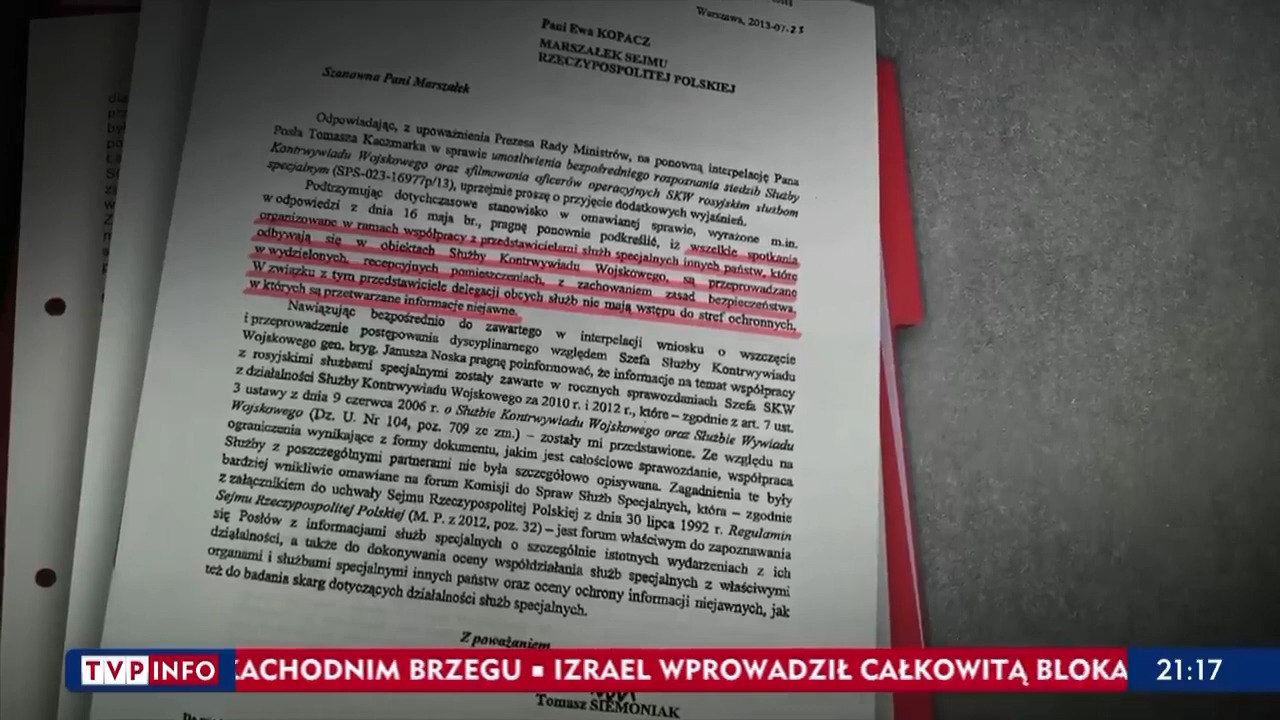 Warszawa, 2013-07-25
Pani Ewa KOPACZ
MARSZAŁEK SEJMU
RZECZYPOSPOLITEJ POLSKIEJ
Szanowna Pani Marszałek
Odpowiadając, z upoważnienia Prezesa Rady Ministrów, na ponowną interpelację Pana
Posła Tomasza Kaczmarka w sprawie umożliwienia bezpośredniego rozpoznania siedzib Służby
Kontrwywiadu Wojskowego oraz sfilmowania oficerów operacyjnych SKW rosyjskim służbom
specjalnym (SPS-023-16977p/13), uprzejmie proszę o przyjęcie dodatkowych wyjaśnień.
Podtrzymując dotychczasowe stanowisko w omawianej sprawie, wyrażone m.in.
w odpowiedzi z dnia 16 maja br., pragnę ponownie podkreślić, iż wszelkie spotkania
organizowane w ramach współpracy z przedstawicielami służb specjalnych innych państw, które
odbywają się w obiektach Służby Kontrwywiadu Wojskowego, są przeprowadzane
w wydzielonych, recepcyjnych pomieszczeniach, z zachowaniem zasad bezpieczeństwa.
W związku z tym przedstawiciele delegacji obcych służb nie mają wstępu do stref ochronnych,
w których są przetwarzane informacje niejawne.
Nawiązując bezpośrednio do zawartego w interpelacji wniosku o wszczęcie
i przeprowadzenie postępowania dyscyplinarnego względem Szefa Służby Kontrwywiadu
Wojskowego gen. bryg. Janusza Noska pragnę poinformować, że informacje na temat współpracy
z rosyjskimi służbami specjalnymi zostały zawarte w rocznych sprawozdaniach Szefa SKW
z działalności Służby Kontrwywiadu Wojskowego za 2010 r. i 2012 r., które – zgodnie z art. 7 ust.
3 ustawy z dnia 9 czerwca 2006 r. o Służbie Kontrwywiadu Wojskowego oraz Służbie Wywiadu
Wojskowego (Dz. U. Nr 104, poz. 709 ze zm.) – zostały mi przedstawione. Ze względu na
ograniczenia wynikające z formy dokumentu, jakim jest całościowe sprawozdanie, współpraca
Służby z poszczególnymi partnerami nie była szczegółowo opisywana. Zagadnienia te były
bardziej wnikliwie omawiane na forum Komisji do Spraw Służb Specjalnych, która – zgodnie
z załącznikiem do uchwały Sejmu Rzeczypospolitej Polskiej z dnia 30 lipca 1992 r. Regulamin
Sejmu Rzeczypospolitej Polskiej (M. P. z 2012, poz. 32) – jest forum właściwym do zapoznawania
się Posłów z informacjami służb specjalnych o szczególnie istotnych wydarzeniach z ich
działalności, a także do dokonywania oceny współdziałania służb specjalnych z właściwymi
organami i służbami specjalnymi innych państw oraz oceny ochrony informacji niejawnych, jak
też do badania skarg dotyczących działalności służb specjalnych.
Z poważaniem
TVP INFO ZACHODNIM BRZEGU ▪ IZRAEL WPROWADZIŁ CAŁKOWITĄ BLOKA 21:17
Tomasz SIEMONIAK